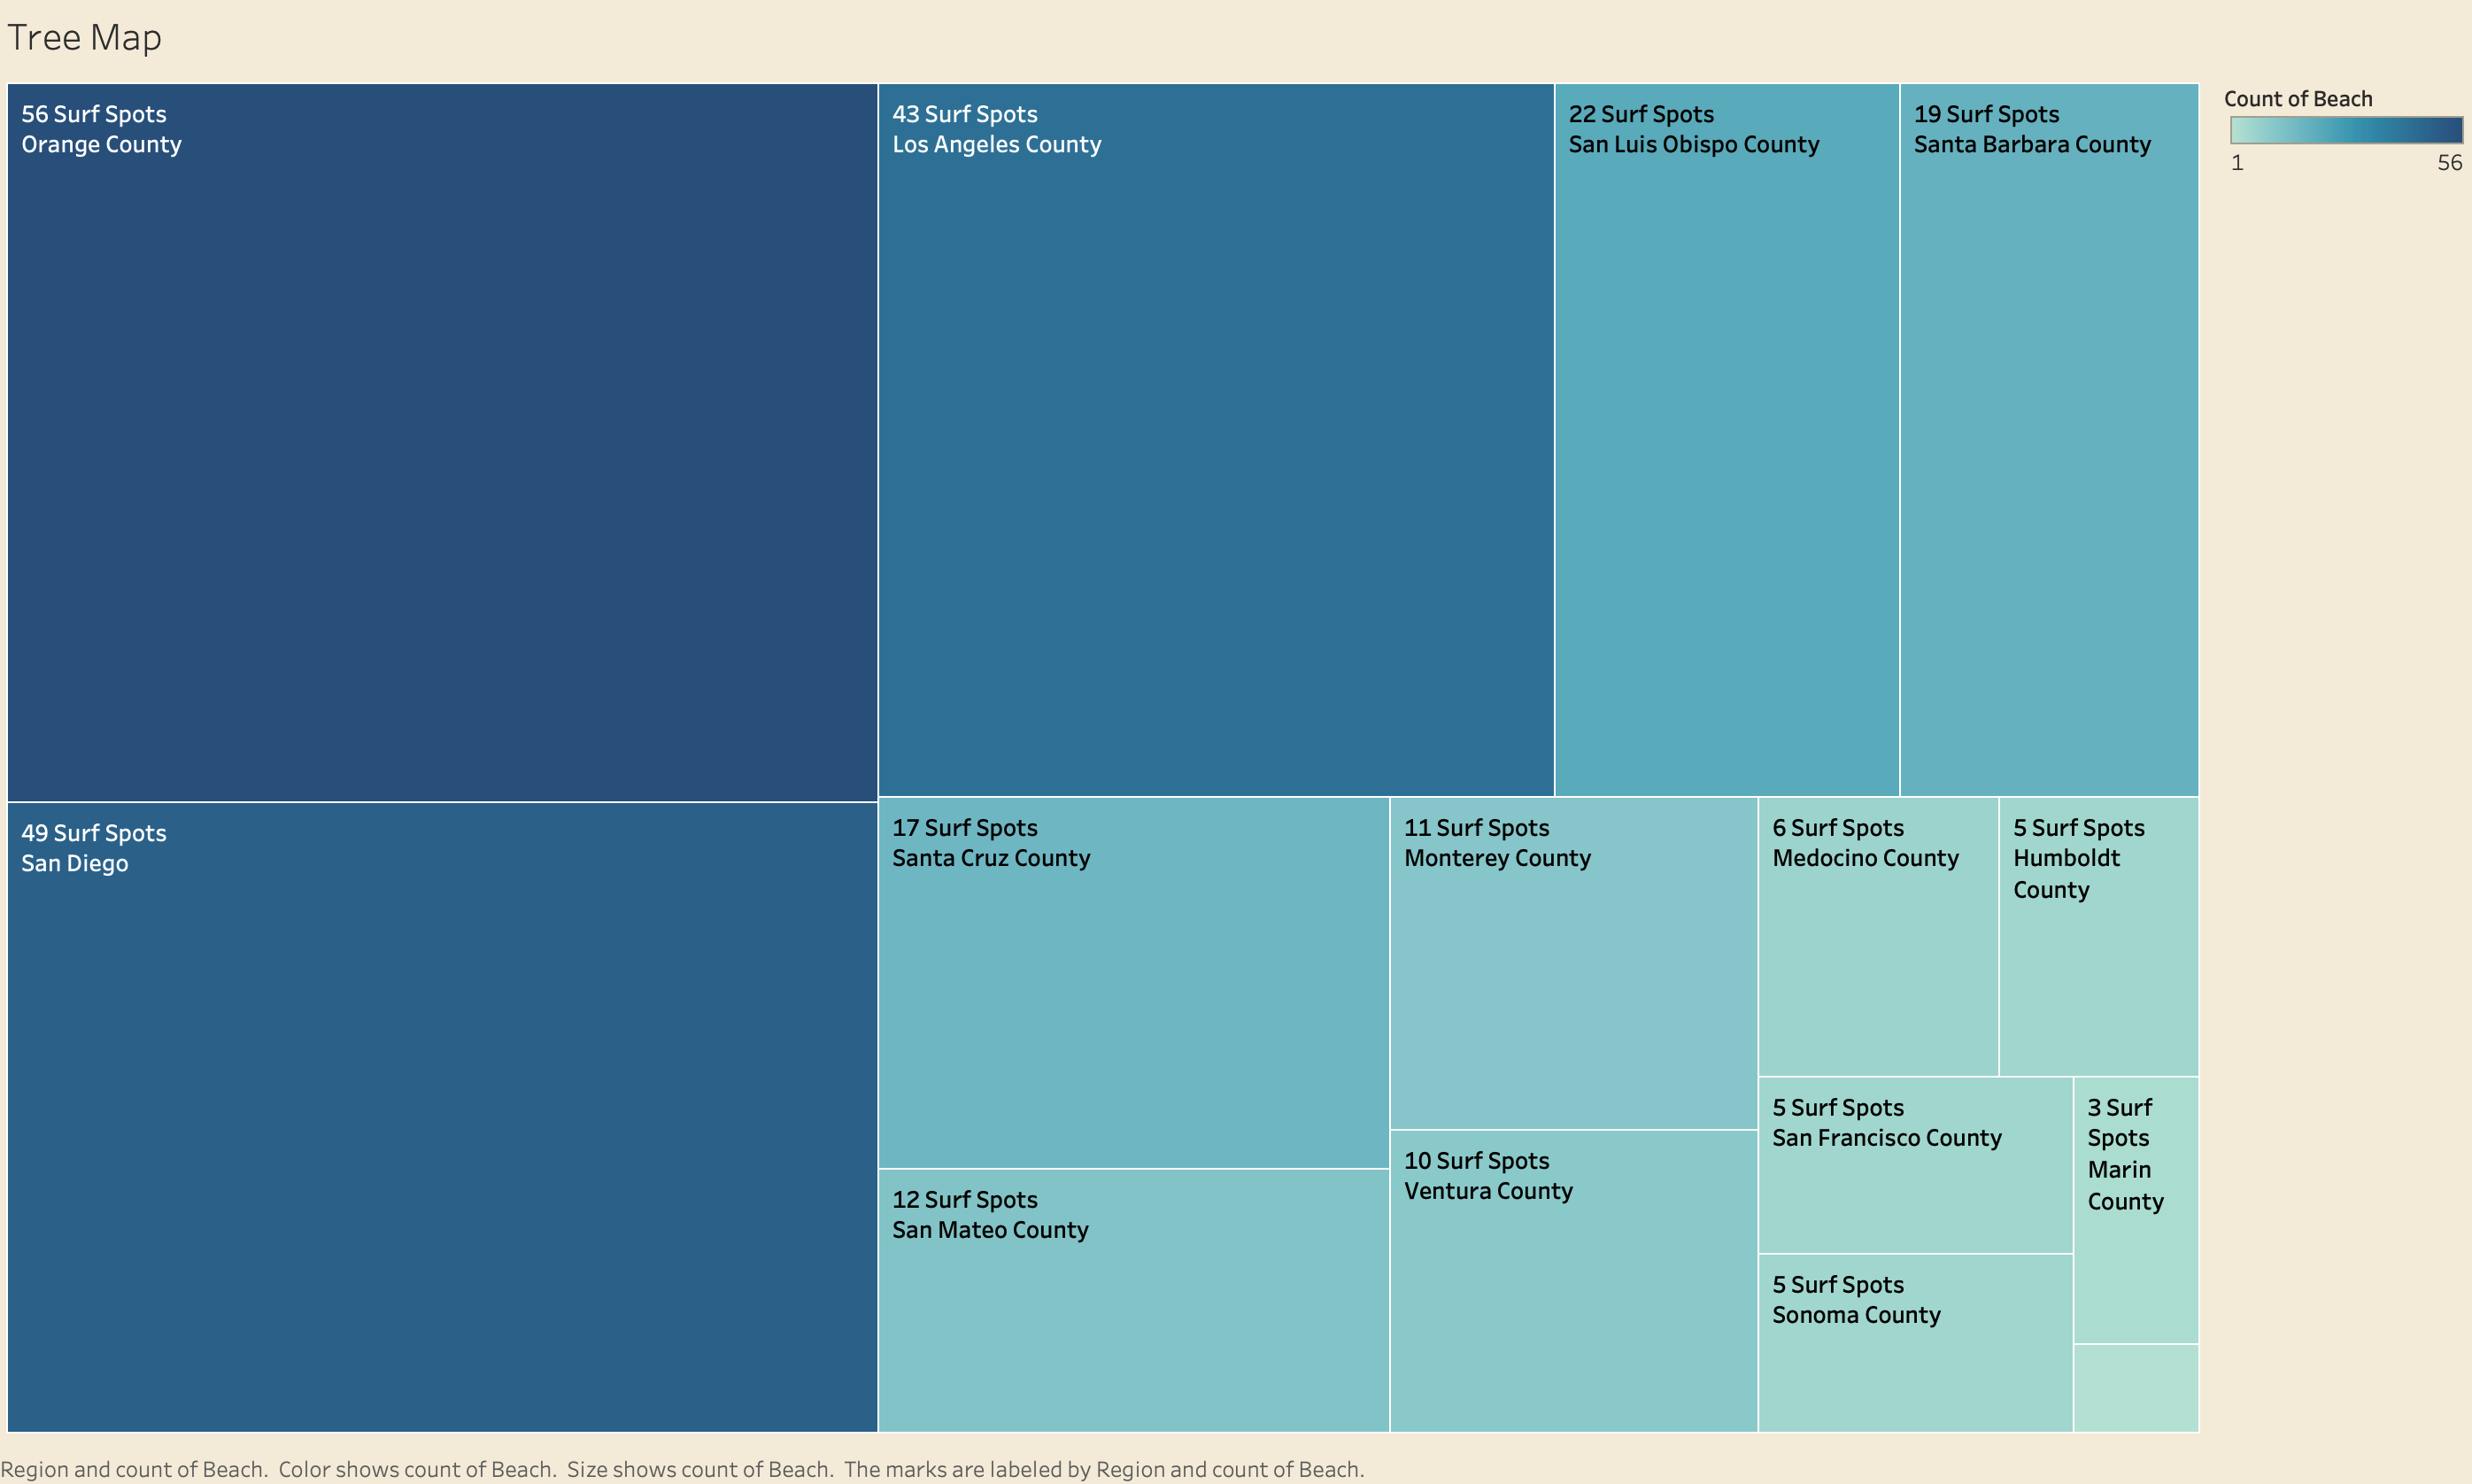 Tree Map
56 Surf Spots
Orange County
43 Surf Spots
Los Angeles County
22 Surf Spots
San Luis Obispo County
19 Surf Spots
Santa Barbara County
Count of Beach
1
56
49 Surf Spots
San Diego
17 Surf Spots
Santa Cruz County
11 Surf Spots
Monterey County
6 Surf Spots
Medocino County
5 Surf Spots
Humboldt
County
5 Surf Spots
San Francisco County
3 Surf
Spots
Marin
County
10 Surf Spots
Ventura County
12 Surf Spots
San Mateo County
5 Surf Spots
Sonoma County
Region and count of Beach.  Color shows count of Beach.  Size shows count of Beach.  The marks are labeled by Region and count of Beach.